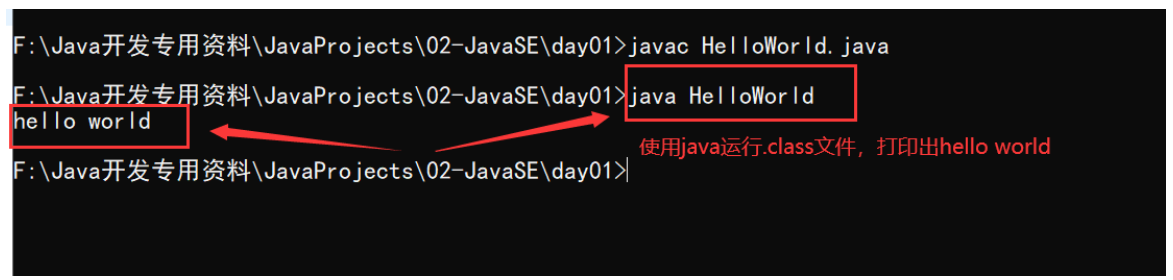 F:\Java开发专用资料\JavaProjects\02-JavaSE\day01>javac HelloWorld.java
F:\Java开发专用资料\JavaProjects\02-JavaSE\day01>java HelloWorld
hello world
使用java运行.class文件，打印出hello world
F:\Java开发专用资料\JavaProjects\02-JavaSE\day01>